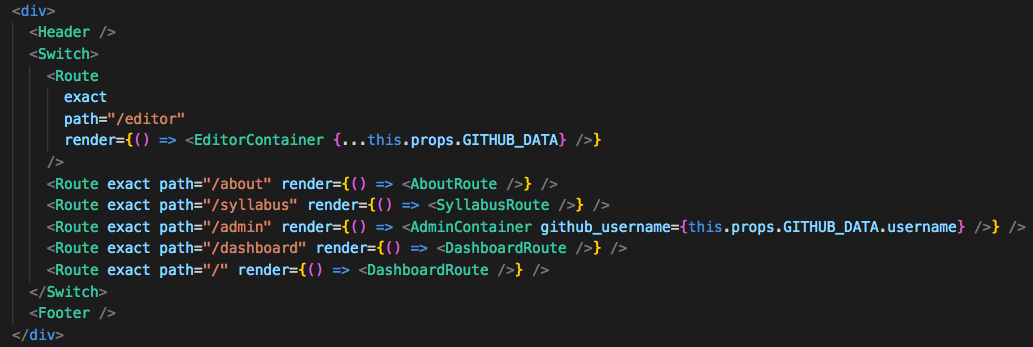 <div>
<Header />
<Switch>
<Route
exact
path="/editor"
render={() => <EditorContainer {...this.props.GITHUB_DATA} />}
/>
<Route exact path="/about" render={() => <AboutRoute />} />
<Route exact path="/syllabus" render={() => <SyllabusRoute />} />
<Route exact path="/admin" render={() => <AdminContainer github_username={this.props.GITHUB_DATA.username} />} />
<Route exact path="/dashboard" render={() => <DashboardRoute />} />
<Route exact path="/" render={() => <DashboardRoute />} />
</Switch>
<Footer />
</div>